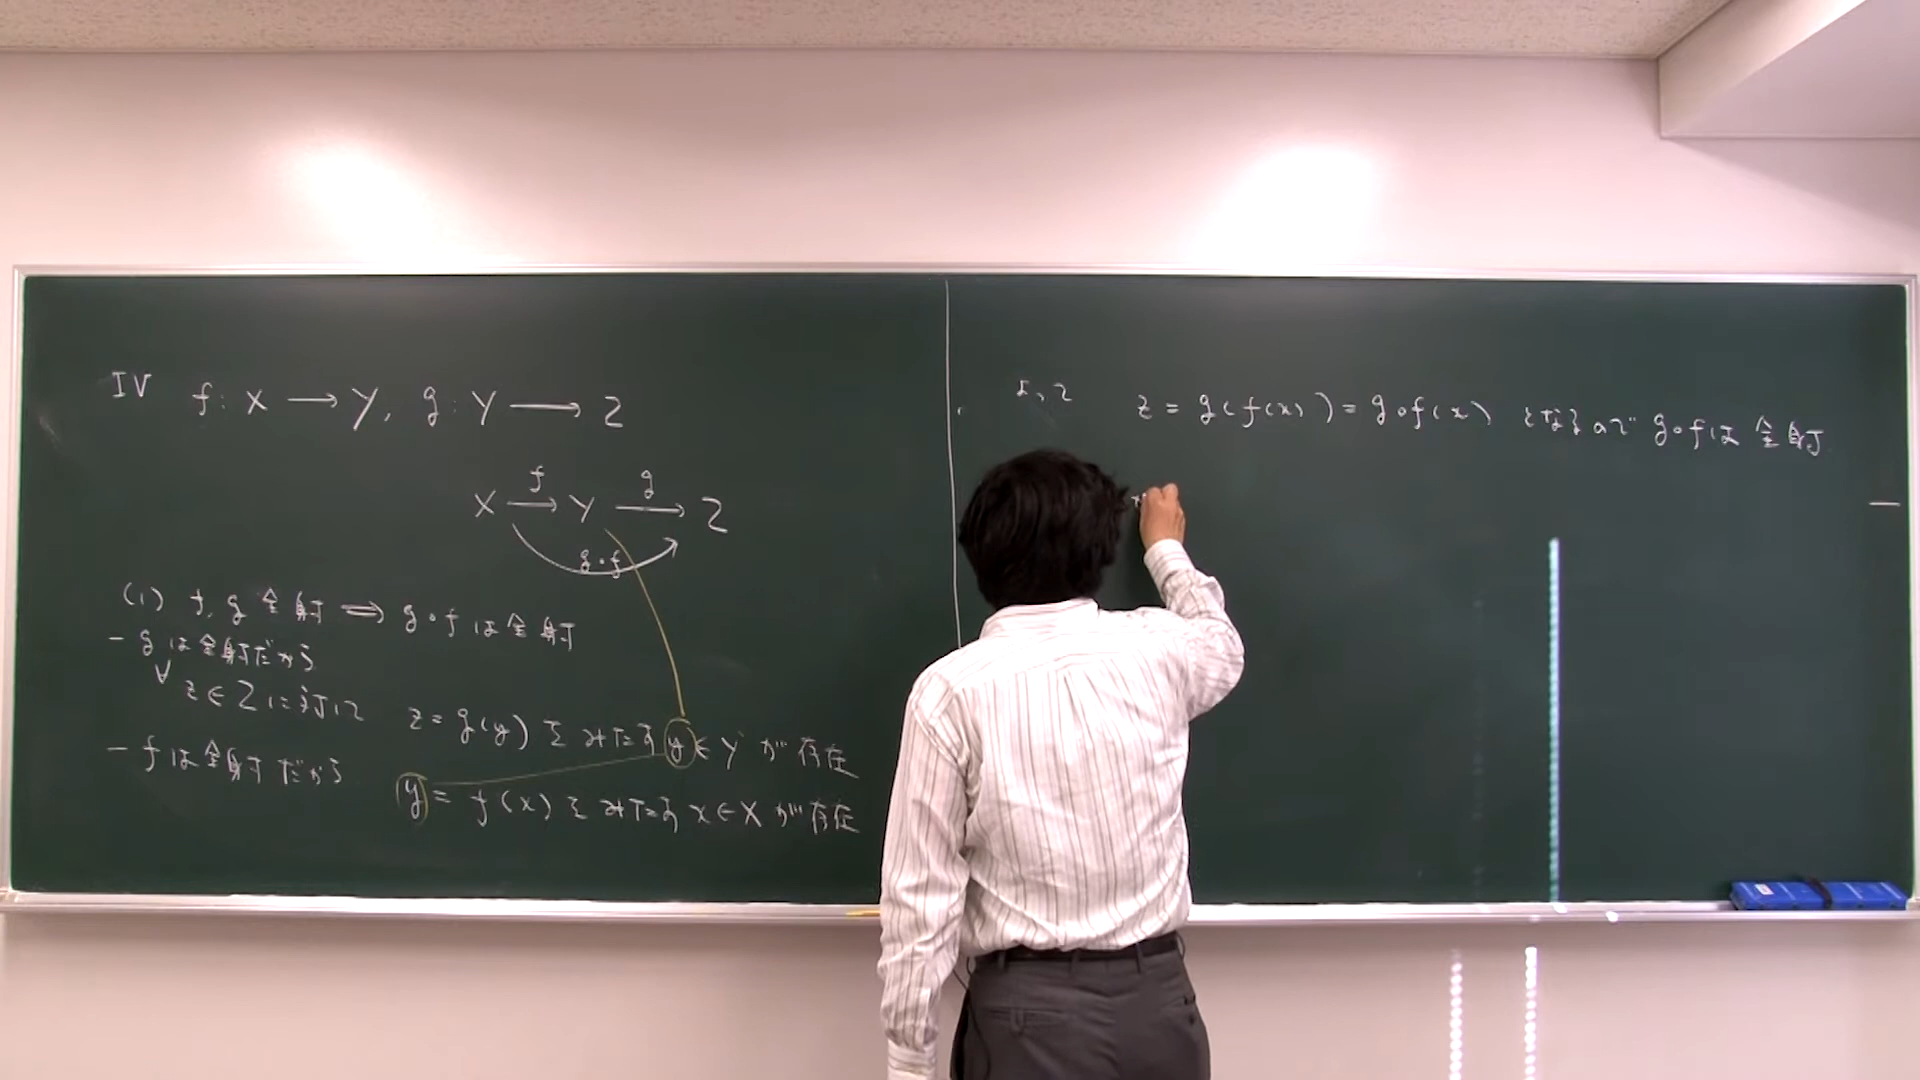 IV f: X → Y, g: Y → Z
X f→ Y g→ Z
g∘f
(1) f, g 全射 ⇒ g∘f は全射
- g は全射だから
∀z ∈ Z に対して z = g(y) をみたす y ∈ Y が存在
- f は全射だから
y = f(x) をみたす x ∈ X が存在
よって z = g(f(x)) = g∘f(x) となるので g∘f は全射